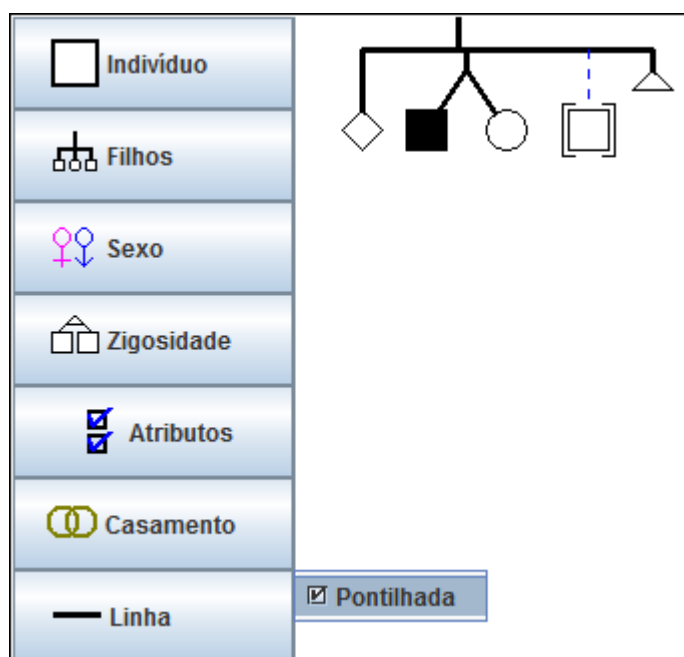 Indivíduo
Filhos
Sexo
Zigosidade
Atributos
Casamento
Linha
Pontilhada